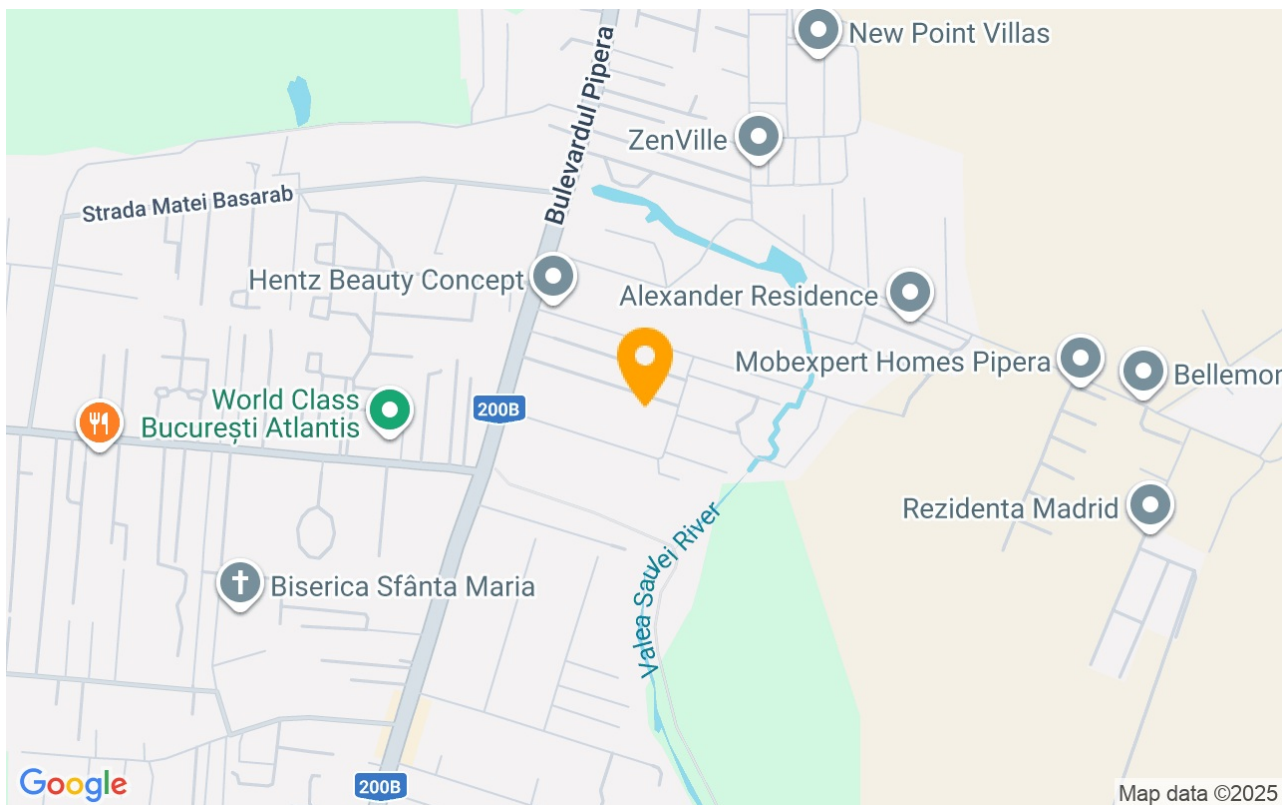 New Point Villas
Bulevardul Pipera
ZenVille
Strada Matei Basarab
Hentz Beauty Concept
Alexander Residence
Mobexpert Homes Pipera
Bellemon
World Class
București Atlantis
200B
Rezidenta Madrid
Valea Saulei River
Biserica Sfânta Maria
200B
Google
Map data ©2025